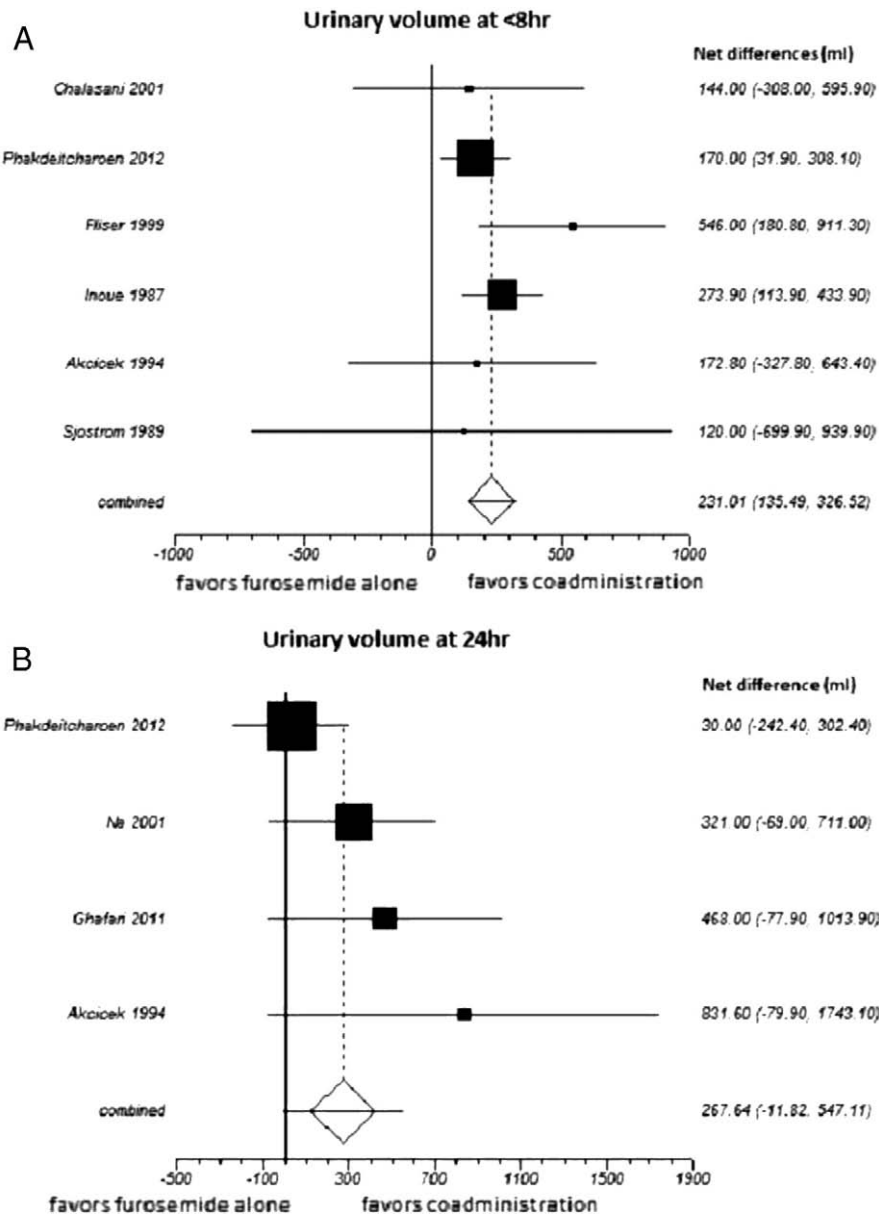 A
Urinary volume at <8hr
Net differences (ml)
Chalasani 2001 144.00 (-308.00, 595.90)
Phakdeitcharoen 2012 170.00 (31.90, 308.10)
Fliser 1999 546.00 (180.80, 911.30)
Inoue 1987 273.90 (113.90, 433.90)
Akcicek 1994 172.80 (-327.80, 643.40)
Sjostrom 1989 120.00 (-699.90, 939.90)
combined 231.01 (135.49, 326.52)
-1000 -500 0 500 1000
favors furosemide alone favors coadministration
B
Urinary volume at 24hr
Net difference (ml)
Phakdeitcharoen 2012 30.00 (-242.40, 302.40)
Na 2001 321.00 (-69.00, 711.00)
Ghafari 2011 468.00 (-77.90, 1013.90)
Akcicek 1994 831.60 (-79.90, 1743.10)
combined 267.64 (-11.82, 547.11)
-500 -100 300 700 1100 1500 1900
favors furosemide alone favors coadministration